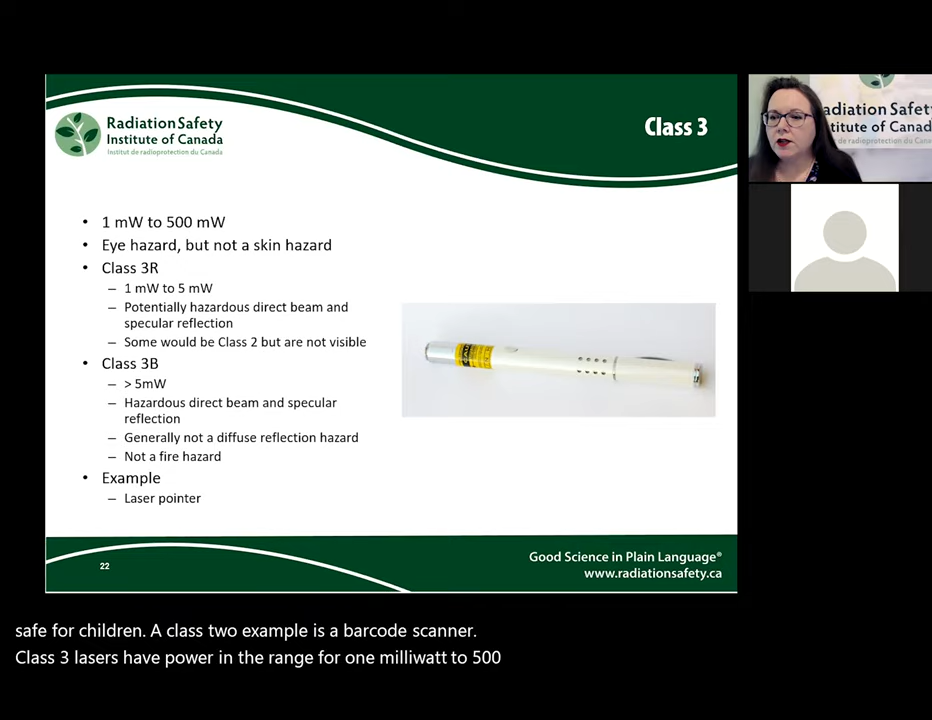 Radiation Safety
Institute of Canada
Institut de radioprotection du Canada
Class 3
• 1 mW to 500 mW
• Eye hazard, but not a skin hazard
• Class 3R
– 1 mW to 5 mW
– Potentially hazardous direct beam and
specular reflection
– Some would be Class 2 but are not visible
• Class 3B
– > 5mW
– Hazardous direct beam and specular
reflection
– Generally not a diffuse reflection hazard
– Not a fire hazard
• Example
– Laser pointer
22
Good Science in Plain Language®
www.radiationsafety.ca
adiation Safety
titute of Canad
de radioprotection du Cana
safe for children. A class two example is a barcode scanner.
Class 3 lasers have power in the range for one milliwatt to 500